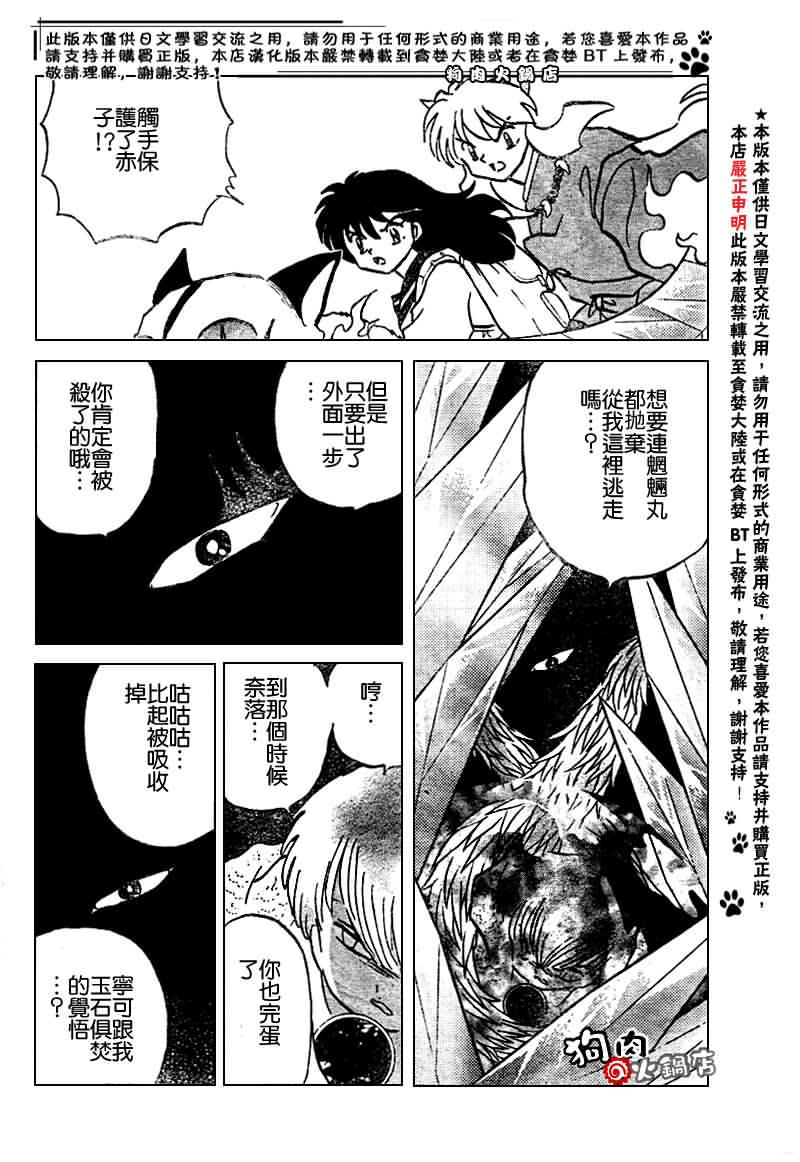 此版本僅供日文學習交流之用，請勿用于任何形式的商業用途，若您喜愛本作品
請支持并購買正版，本店漢化版本嚴禁轉載到貪婪大陸或者在貪婪BT上發布，
敬請理解，謝謝支持！
狗肉火鍋店
觸手保
護了赤
子!?
想要連魍魎丸
都拋棄
從我這裡逃走
嗎…？
但是
只要出了
外面一步
…
你肯定會被
殺了的哦…
哼…
到那個時候
奈落…
你也完蛋
了
咕咕咕…
比起被吸收
掉
寧可跟我
玉石俱焚
的覺悟
…？
狗肉
火鍋店
★本版本僅供日文學習交流之用，請勿用于任何形式的商業用途，若您喜愛本作品請支持并購買正版，
本店嚴正申明此版本嚴禁轉載至貪婪大陸或在貪婪BT上發布，敬請理解，謝謝支持！